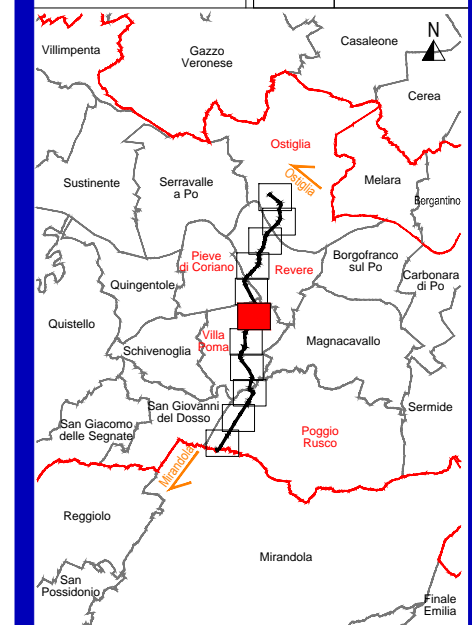 Casaleone
N
Villimpenta
Gazzo
Veronese
Cerea
Ostiglia
Ostiglia
Sustinente
Serravalle
a Po
Melara
Bergantino
Pieve
di Coriano
Revere
Borgofranco
sul Po
Carbonara
di Po
Quingentole
Quistello
Villa
Poma
Magnacavallo
Schivenoglia
San Giovanni
del Dosso
Sermide
San Giacomo
delle Segnate
Poggio
Rusco
Mirandola
Reggiolo
Mirandola
San
Possidonio
Finale
Emilia